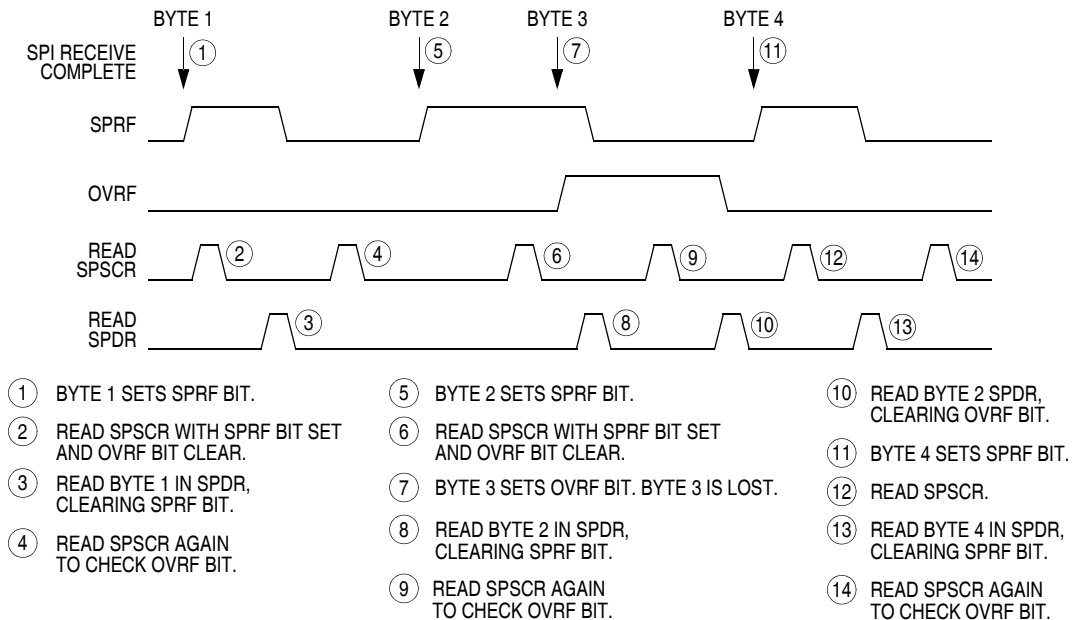 BYTE 1
BYTE 2
BYTE 3
BYTE 4
SPI RECEIVE
COMPLETE
1
5
7
11
SPRF
OVRF
READ
SPSCR
2
4
6
9
12
14
READ
SPDR
3
8
10
13
1 BYTE 1 SETS SPRF BIT.
2 READ SPSCR WITH SPRF BIT SET
AND OVRF BIT CLEAR.
3 READ BYTE 1 IN SPDR,
CLEARING SPRF BIT.
4 READ SPSCR AGAIN
TO CHECK OVRF BIT.
5 BYTE 2 SETS SPRF BIT.
6 READ SPSCR WITH SPRF BIT SET
AND OVRF BIT CLEAR.
7 BYTE 3 SETS OVRF BIT. BYTE 3 IS LOST.
8 READ BYTE 2 IN SPDR,
CLEARING SPRF BIT.
9 READ SPSCR AGAIN
TO CHECK OVRF BIT.
10 READ BYTE 2 SPDR,
CLEARING OVRF BIT.
11 BYTE 4 SETS SPRF BIT.
12 READ SPSCR.
13 READ BYTE 4 IN SPDR,
CLEARING SPRF BIT.
14 READ SPSCR AGAIN
TO CHECK OVRF BIT.